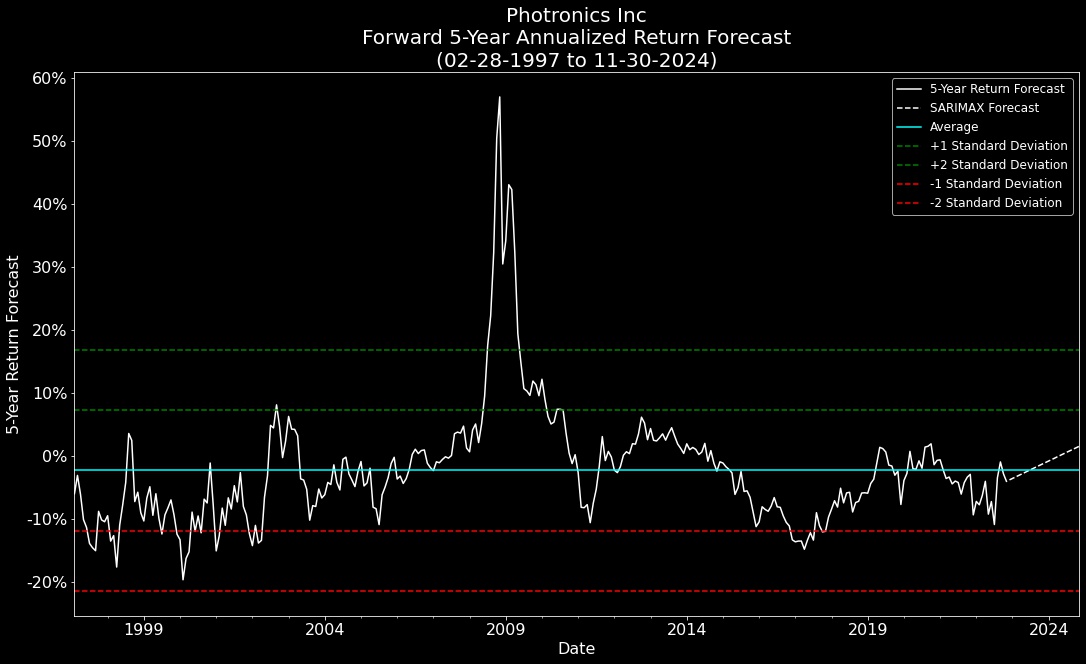 Photronics Inc
Forward 5-Year Annualized Return Forecast
(02-28-1997 to 11-30-2024)
5-Year Return Forecast
60%
50%
40%
30%
20%
10%
0%
-10%
-20%
5-Year Return Forecast
SARIMAX Forecast
Average
+1 Standard Deviation
+2 Standard Deviation
-1 Standard Deviation
-2 Standard Deviation
1999
2004
2009
2014
2019
2024
Date